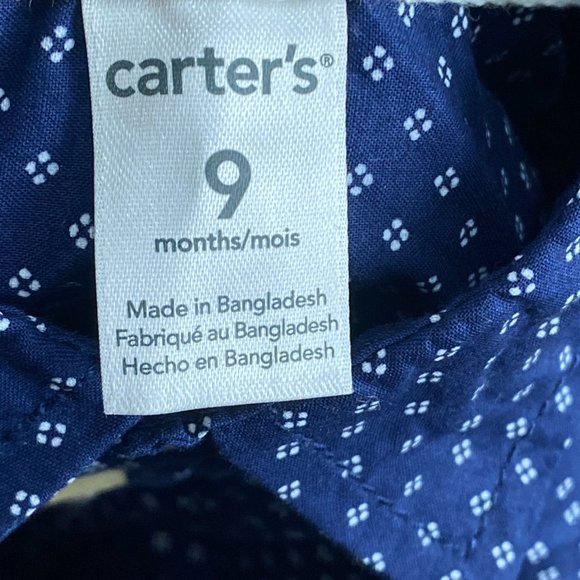 carter's®
9
months/mois
Made in Bangladesh
Fabriqué au Bangladesh
Hecho en Bangladesh